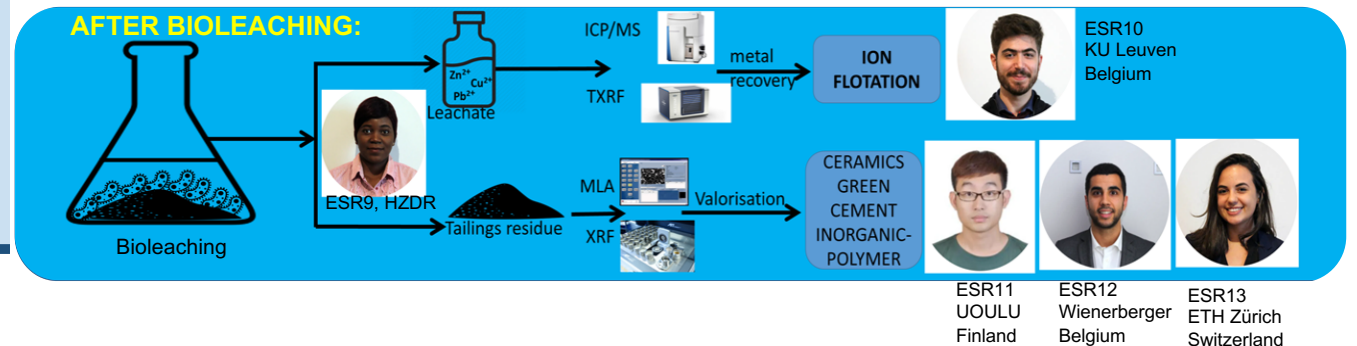 AFTER BIOLEACHING:
Bioleaching
ESR9, HZDR
Zn²⁺
Cu²⁺
Pb²⁺
Leachate
ICP/MS
TXRF
metal
recovery
ION
FLOTATION
ESR10
KU Leuven
Belgium
Tailings residue
MLA
XRF
Valorisation
CERAMICS
GREEN
CEMENT
INORGANIC-
POLYMER
ESR11
UOULU
Finland
ESR12
Wienerberger
Belgium
ESR13
ETH Zürich
Switzerland